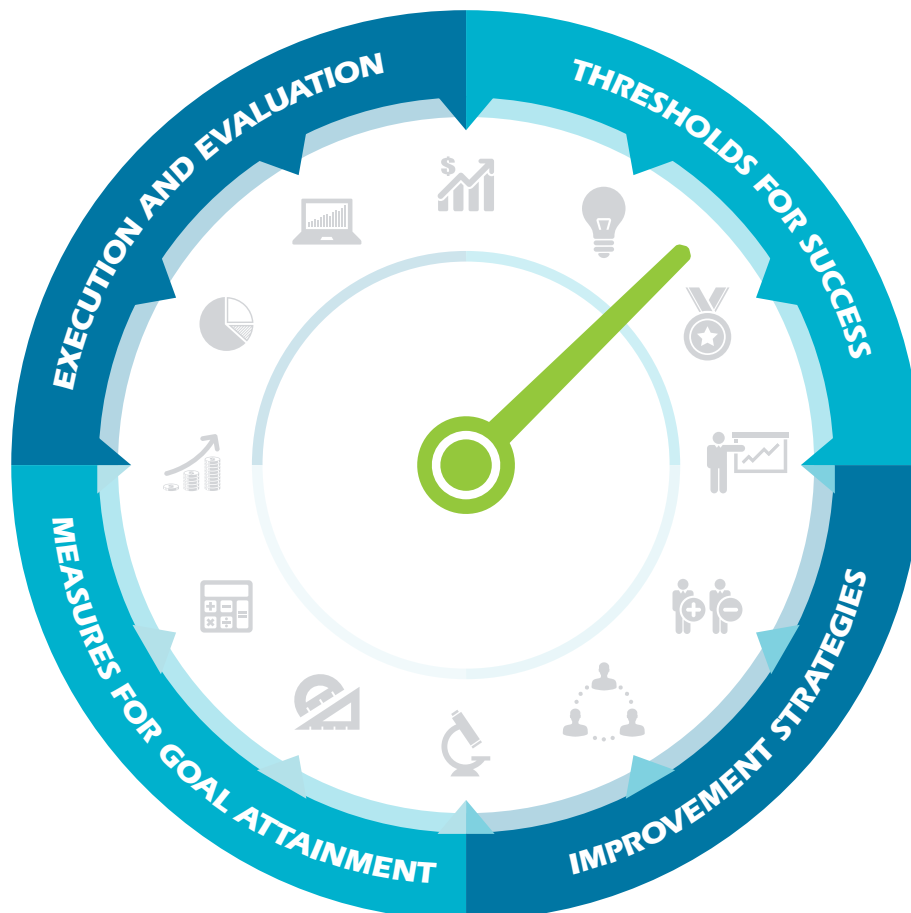 EXECUTION AND EVALUATION
THRESHOLDS FOR SUCCESS
MEASURES FOR GOAL ATTAINMENT
IMPROVEMENT STRATEGIES
$